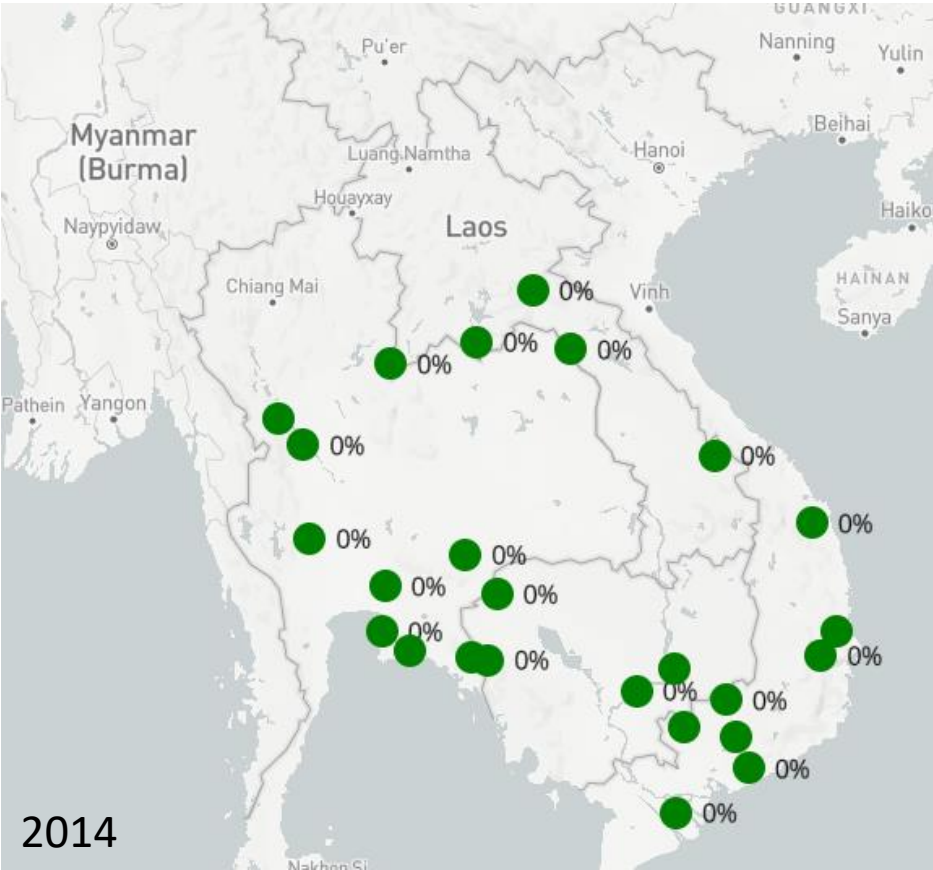 GUANGXI
Nanning
Yulin
Pu'er
Myanmar
(Burma)
Beihai
Luang Namtha
Hanoi
Houayxay
Laos
Haiko
Naypyidaw
Chiang Mai
HAINAN
0%
Vinh
Sanya
0%
0%
0%
Pathein
Yangon
0%
0%
0%
0%
0%
0%
0%
0%
0%
0%
0%
0%
0%
0%
2014
Nakhon Si